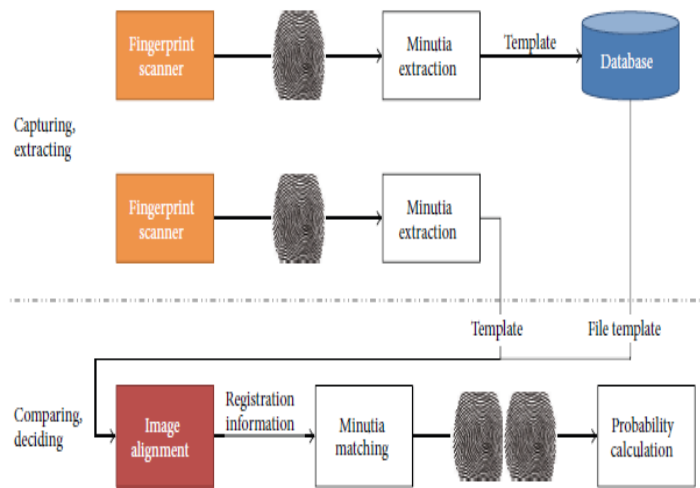 Fingerprint
scanner
Minutia
extraction
Template
Database
Capturing,
extracting
Fingerprint
scanner
Minutia
extraction
Template
File template
Comparing,
deciding
Image
alignment
Registration
information
Minutia
matching
Probability
calculation